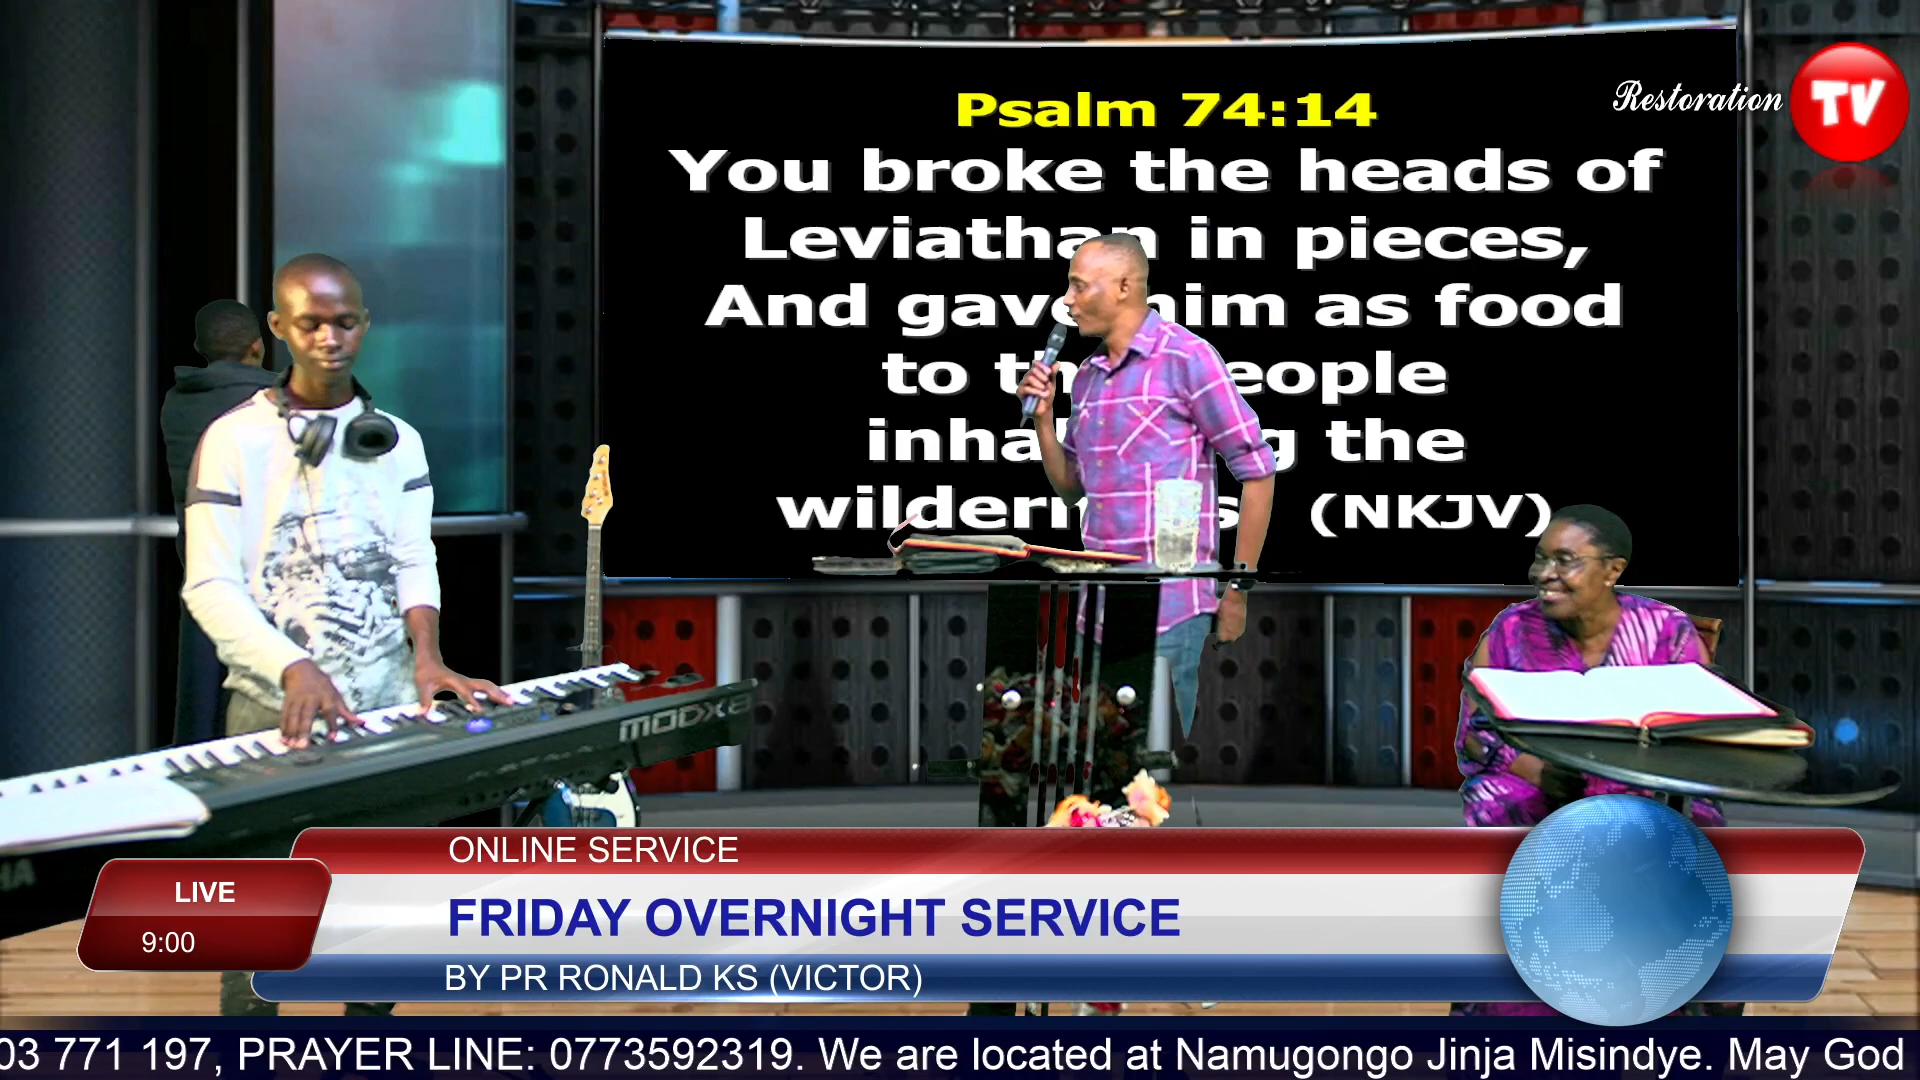 Psalm 74:14
Restoration TV
You broke the heads of
Leviathan in pieces,
And gave him as food
to the people
the
(NKJV)
MODX8
ONLINE SERVICE
LIVE
FRIDAY OVERNIGHT SERVICE
9:00
BY PR RONALD KS (VICTOR)
03 771 197, PRAYER LINE: 0773592319. We are located at Namugongo Jinja Misindye. May God